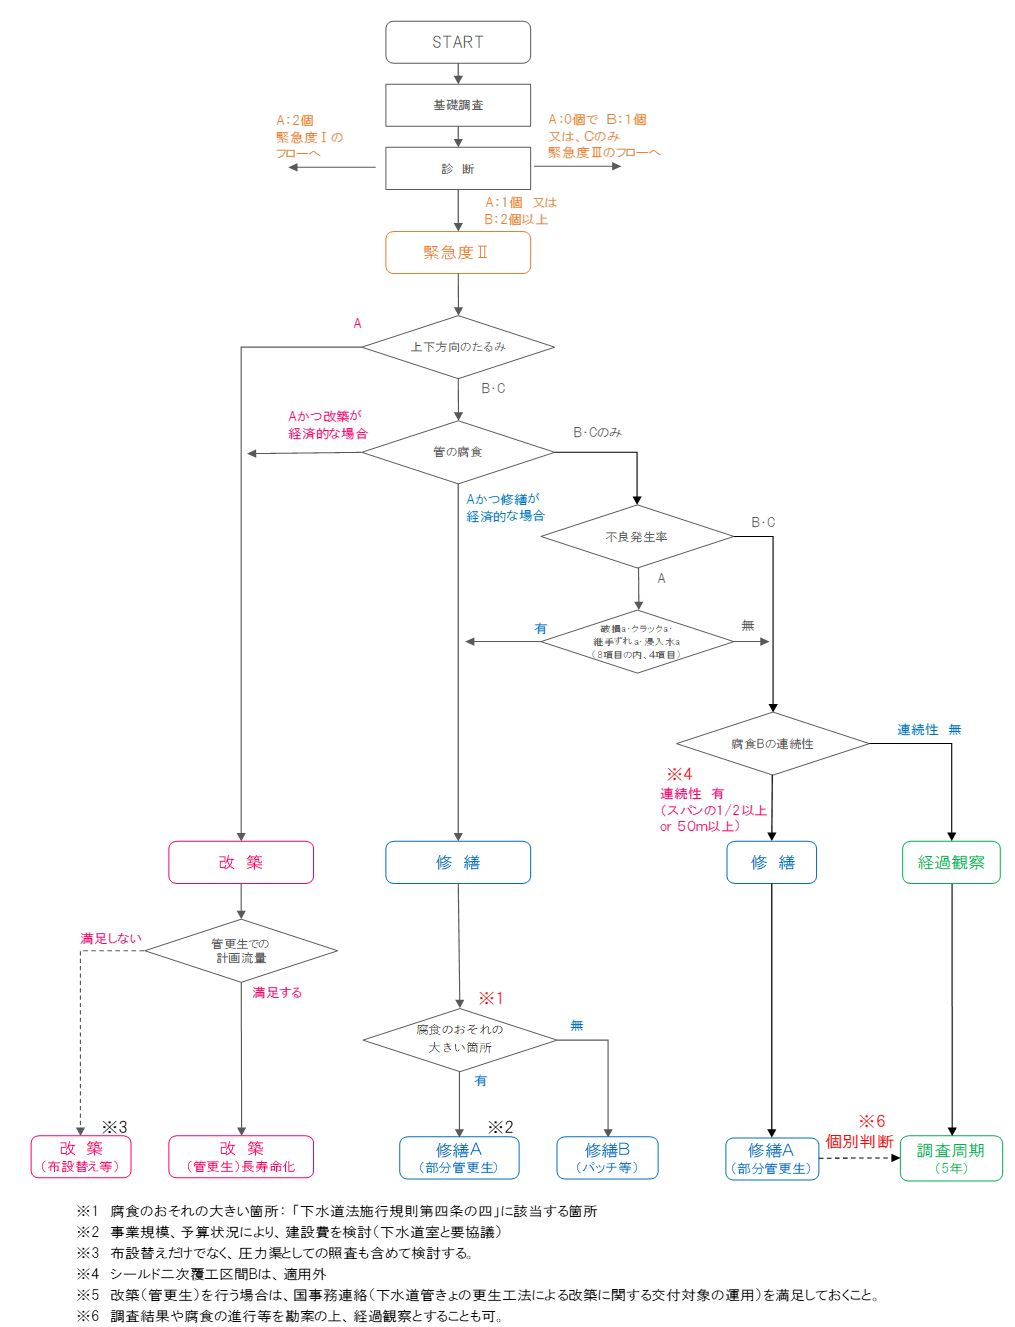 START
基礎調査
A:2個
緊急度Ⅰの
フローへ
A:0個で B:1個
又は、Cのみ
緊急度Ⅲのフローへ
診 断
A:1個 又は
B:2個以上
緊急度Ⅱ
A
上下方向のたるみ
B・C
Aかつ改築が
経済的な場合
管の腐食
B・Cのみ
Aかつ修繕が
経済的な場合
不良発生率
B・C
A
有
破損a・クラックa・
継手ずれa・浸入水a
(8項目の内、4項目)
無
腐食Bの連続性
連続性 無
※4
連続性 有
(スパンの1/2以上
or 50m以上)
改 築
修 繕
修 繕
経過観察
満足しない
管更生での
計画流量
満足する
※1
腐食のおそれの
大きい箇所
無
有
※3
※2
※6
個別判断
改 築
(布設替え等)
改 築
(管更生)長寿命化
修繕A
(部分管更生)
修繕B
(パッチ等)
修繕A
(部分管更生)
調査周期
(5年)
※1 腐食のおそれの大きい箇所:「下水道法施行規則第四条の四」に該当する箇所
※2 事業規模、予算状況により、建設費を検討(下水道室と要協議)
※3 布設替えだけでなく、圧力渠としての照査も含めて検討する。
※4 シールド二次覆工区間Bは、適用外
※5 改築(管更生)を行う場合は、国事務連絡(下水道管きょの更生工法による改築に関する交付対象の運用)を満足しておくこと。
※6 調査結果や腐食の進行等を勘案の上、経過観察とすることも可。